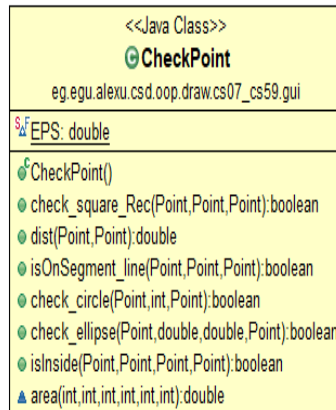 <<Java Class>>
CheckPoint
eg.egu.alexu.csd.oop.draw.cs07_cs59.gui
EPS: double
CheckPoint()
check_square_Rec(Point,Point,Point):boolean
dist(Point,Point):double
isOnSegment_line(Point,Point,Point):boolean
check_circle(Point,int,Point):boolean
check_ellipse(Point,double,double,Point):boolean
isInside(Point,Point,Point,Point):boolean
area(int,int,int,int,int,int):double